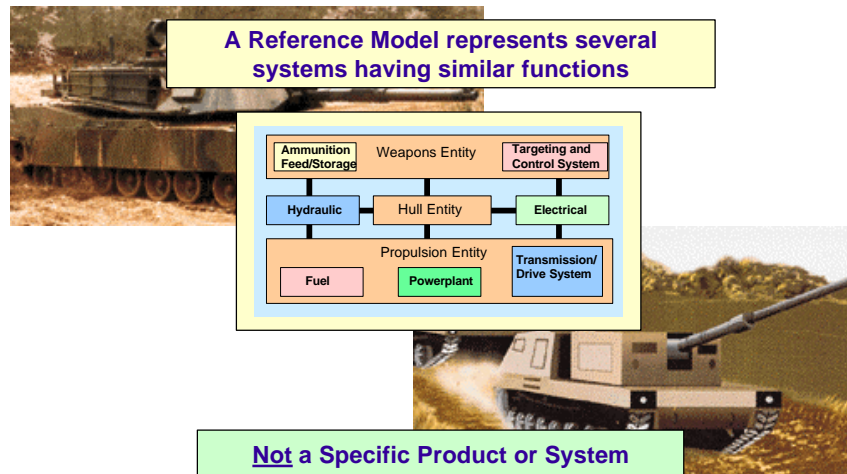 A Reference Model represents several
systems having similar functions
Ammunition
Feed/Storage
Weapons Entity
Targeting and
Control System
Hydraulic
Hull Entity
Electrical
Propulsion Entity
Fuel
Powerplant
Transmission/
Drive System
Not a Specific Product or System